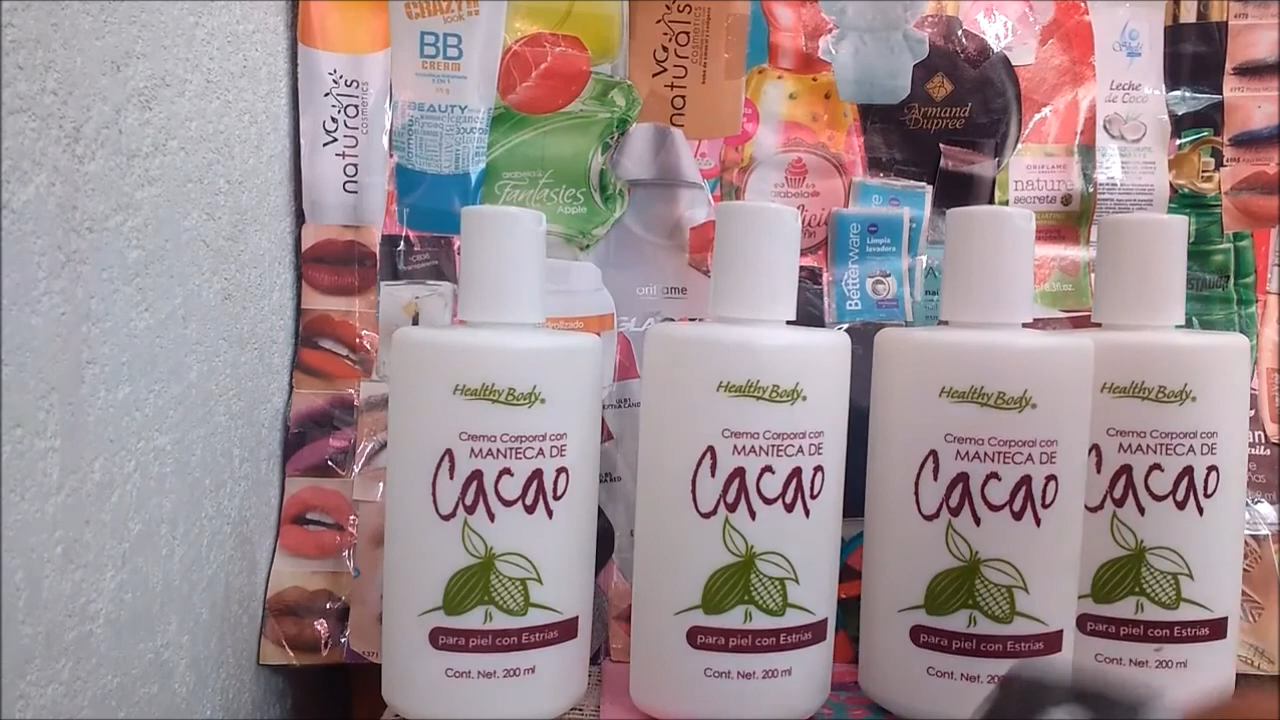 VG
naturals
cosmetics
CRAZY'N
look
BB
CREAM
BEAUTY
elegance
arabela
Fantasies
Apple
VG
naturals
cosmetics
arabela
Armand
Dupree
Leche
de Coco
ORIFLAME
nature
secrets
Betterware
Limpia
lavadora
oriflame
Healthy Body
Crema Corporal con
MANTECA DE
Cacao
para piel con Estrías
Cont. Net. 200 ml
Healthy Body
Crema Corporal con
MANTECA DE
Cacao
para piel con Estrías
Cont. Net. 200 ml
Healthy Body
Crema Corporal con
MANTECA DE
Cacao
para piel con Estrías
Cont. Net.
Healthy Body
Crema Corporal con
MANTECA DE
Cacao
para piel con Estrías
Cont. Net. 200 ml